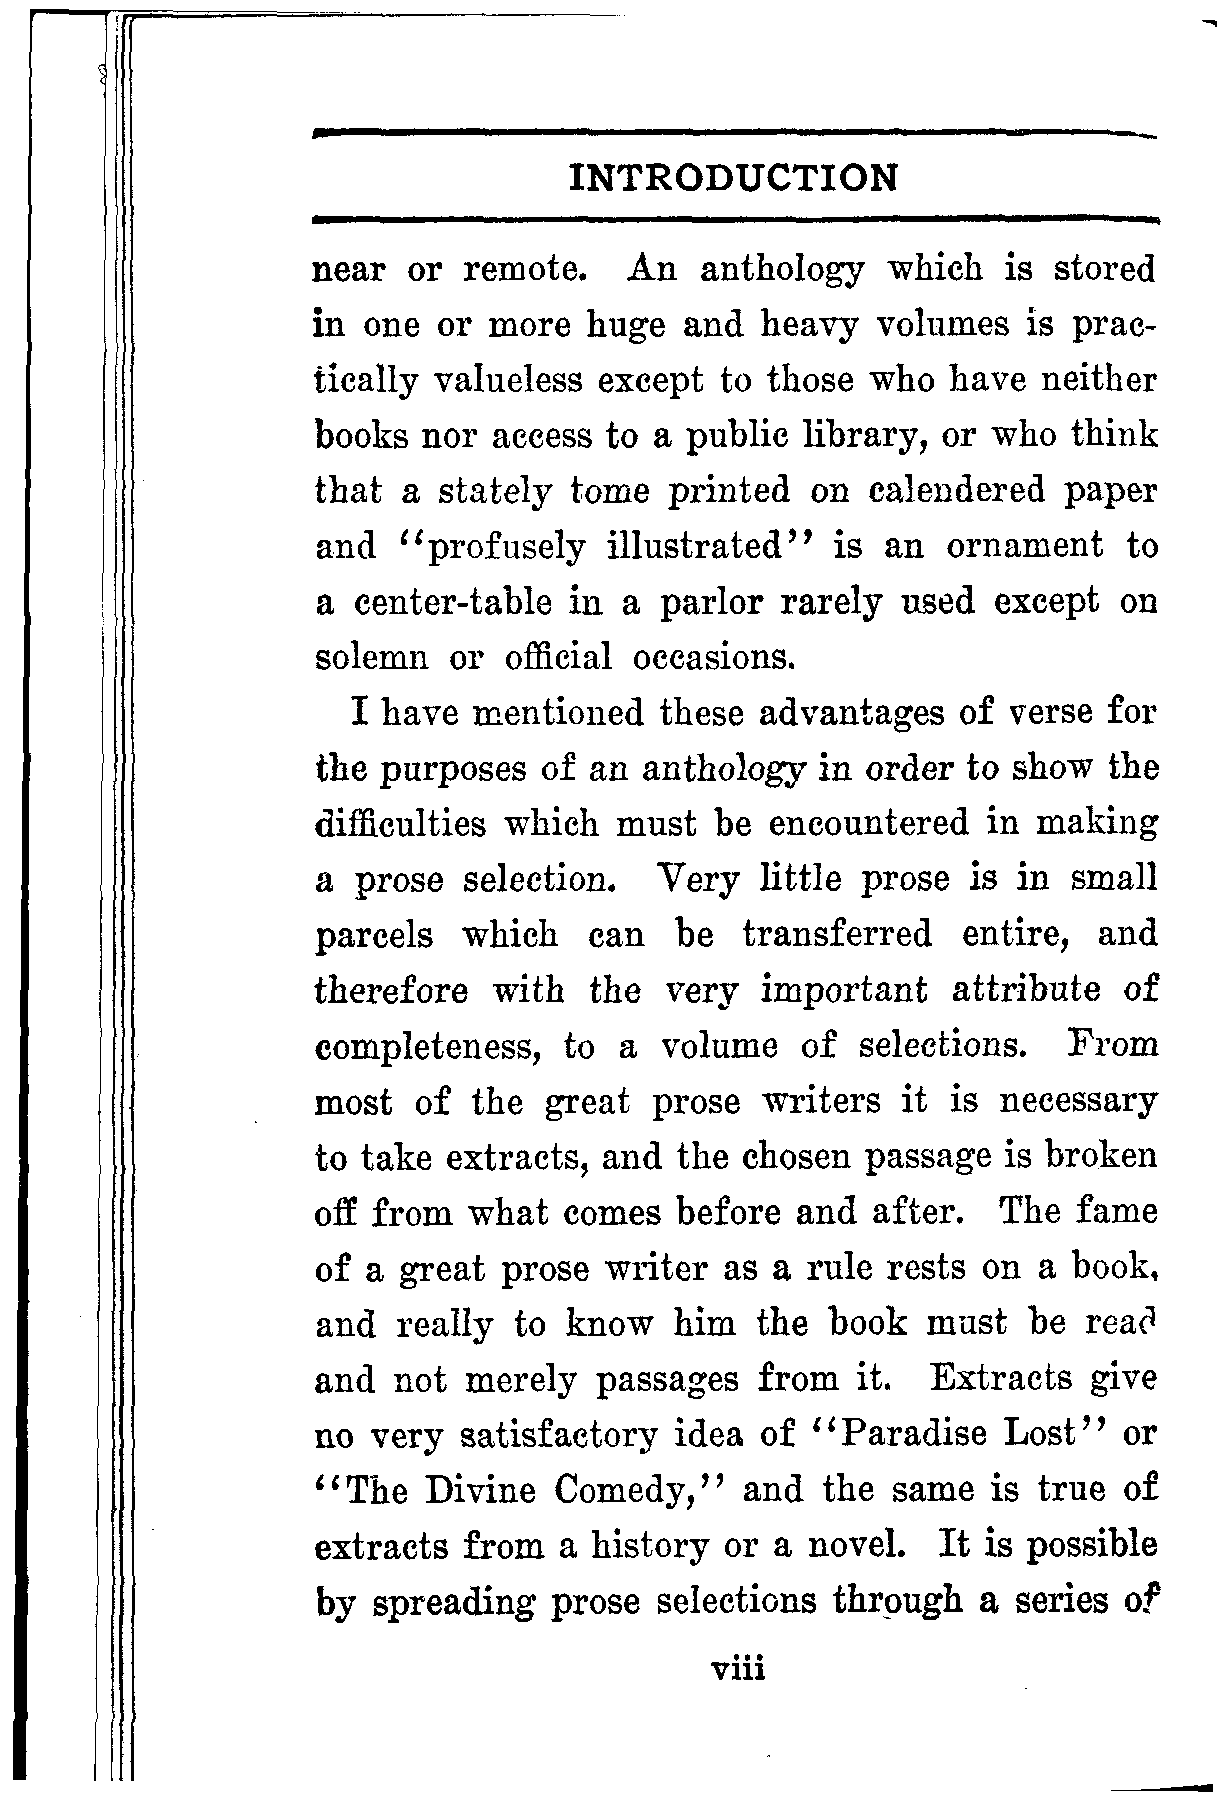 INTRODUCTION
near or remote. An anthology which is stored
in one or more huge and heavy volumes is prac-
tically valueless except to those who have neither
books nor access to a public library, or who think
that a stately tome printed on calendered paper
and "profusely illustrated" is an ornament to
a center-table in a parlor rarely used except on
solemn or official occasions.
I have mentioned these advantages of verse for
the purposes of an anthology in order to show the
difficulties which must be encountered in making
a prose selection. Very little prose is in small
parcels which can be transferred entire, and
therefore with the very important attribute of
completeness, to a volume of selections. From
most of the great prose writers it is necessary
to take extracts, and the chosen passage is broken
off from what comes before and after. The fame
of a great prose writer as a rule rests on a book,
and really to know him the book must be read
and not merely passages from it. Extracts give
no very satisfactory idea of "Paradise Lost" or
"The Divine Comedy," and the same is true of
extracts from a history or a novel. It is possible
by spreading prose selections through a series of
viii